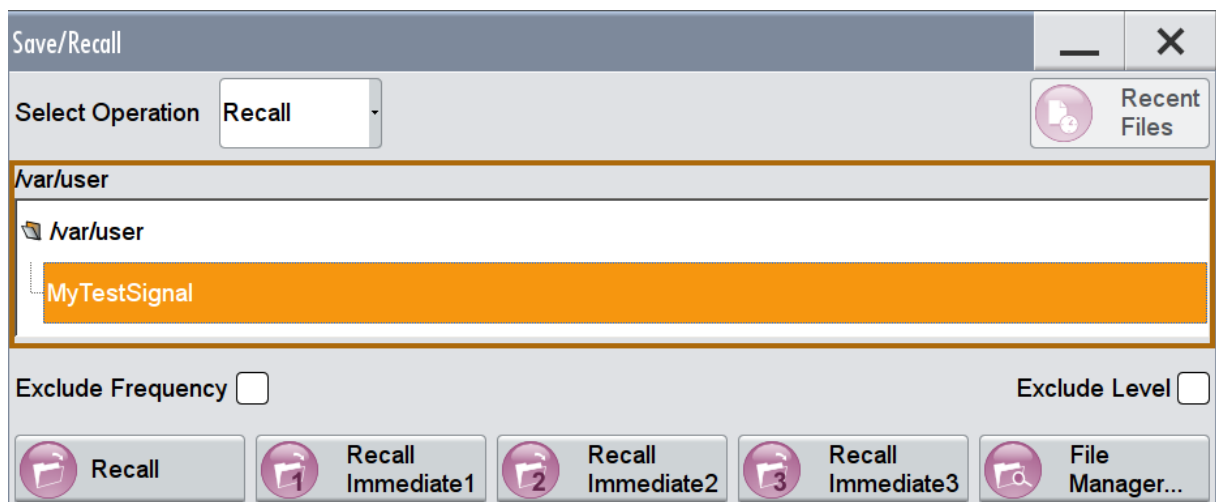 Save/Recall
Select Operation Recall
Recent
Files
/var/user
/var/user
MyTestSignal
Exclude Frequency
Exclude Level
Recall
1
Recall
Immediate1
2
Recall
Immediate2
3
Recall
Immediate3
File
Manager...